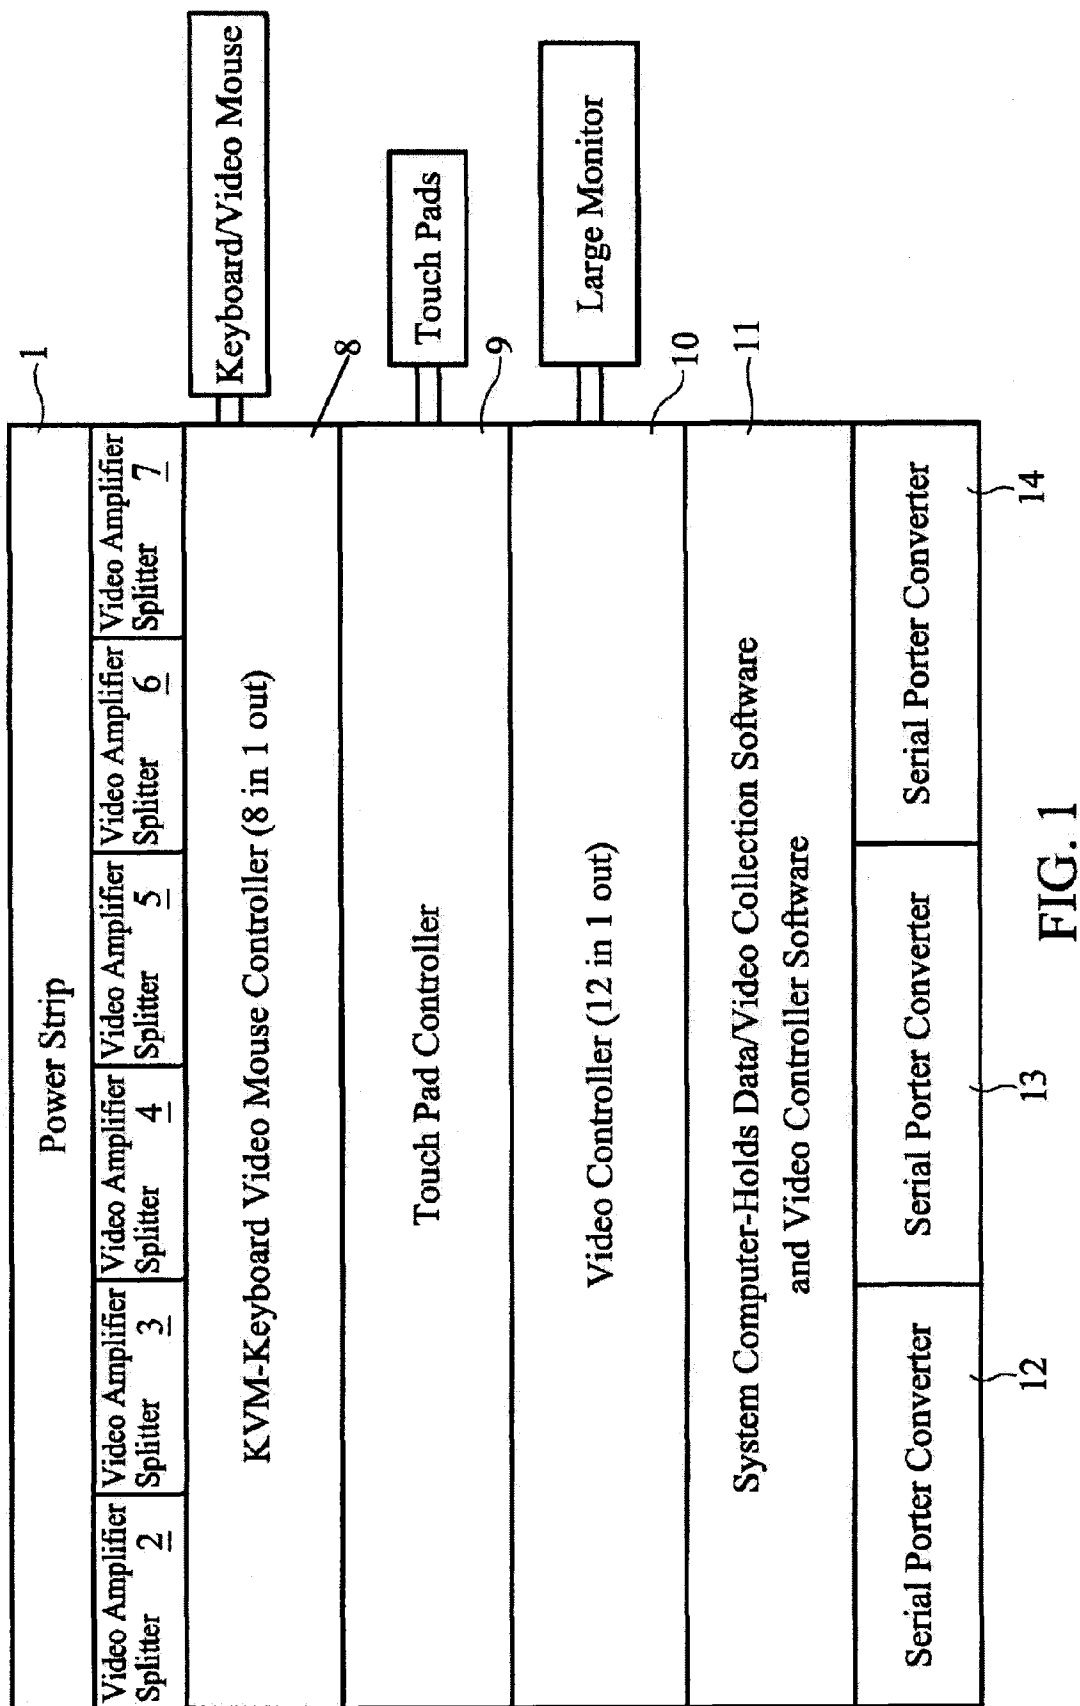 Power Strip
1
Video Amplifier
Splitter 2
Video Amplifier
Splitter 3
Video Amplifier
Splitter 4
Video Amplifier
Splitter 5
Video Amplifier
Splitter 6
Video Amplifier
Splitter 7
KVM-Keyboard Video Mouse Controller (8 in 1 out)
8
Keyboard/Video Mouse
Touch Pad Controller
9
Touch Pads
Video Controller (12 in 1 out)
10
Large Monitor
System Computer-Holds Data/Video Collection Software
and Video Controller Software
11
Serial Porter Converter
12
Serial Porter Converter
13
Serial Porter Converter
14
FIG. 1